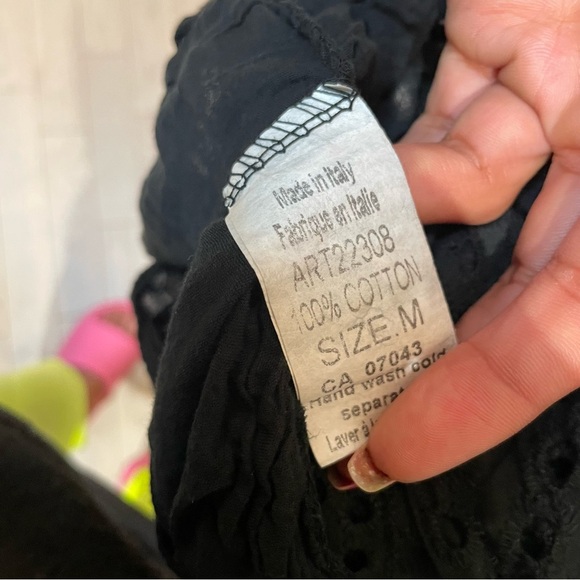 Made in Italy
Fabrique en Italie
ART22308
100% COTTON
SIZE.M
CA 07043
Hand wash cold
separat
Laver à